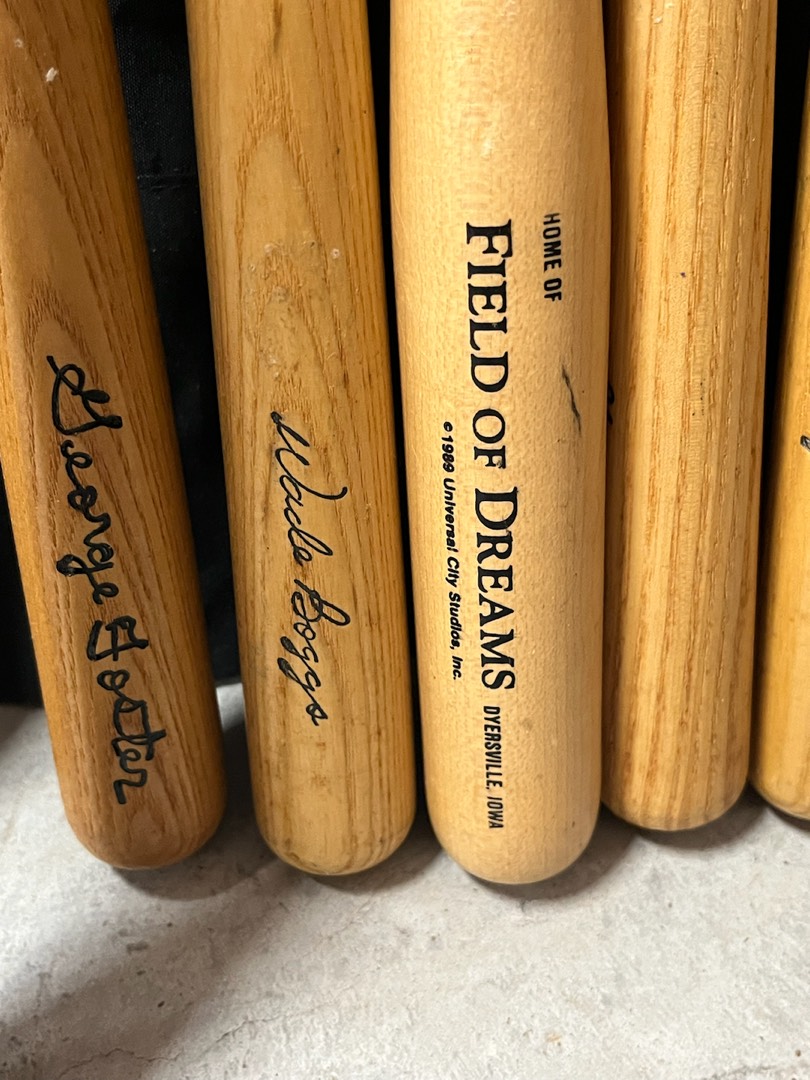 George Foster
Wade Boggs
HOME OF
FIELD OF DREAMS DYERSVILLE, IOWA
©1989 Universal City Studios, Inc.